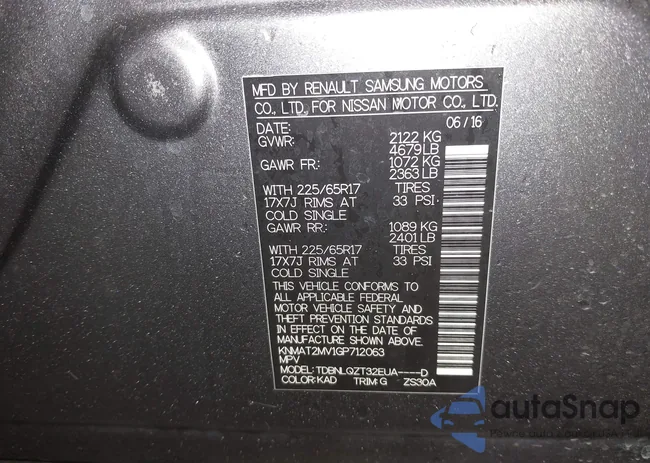 MFD BY RENAULT SAMSUNG MOTORS
CO., LTD. FOR NISSAN MOTOR CO., LTD.
DATE: 06/16
GVWR: 2122 KG
4679 LB
GAWR FR: 1072 KG
2363 LB
WITH 225/65R17 TIRES
17X7J RIMS AT 33 PSI.
COLD SINGLE
GAWR RR: 1089 KG
2401 LB
WITH 225/65R17 TIRES
17X7J RIMS AT 33 PSI
COLD SINGLE
THIS VEHICLE CONFORMS TO
ALL APPLICABLE FEDERAL
MOTOR VEHICLE SAFETY AND
THEFT PREVENTION STANDARDS
IN EFFECT ON THE DATE OF
MANUFACTURE SHOWN ABOVE.
KNMAT2MV1GP712063
MPV
MODEL: TDBNLQZT32EUA----D
COLOR: KAD TRIM: G ZS30A
autoSnap